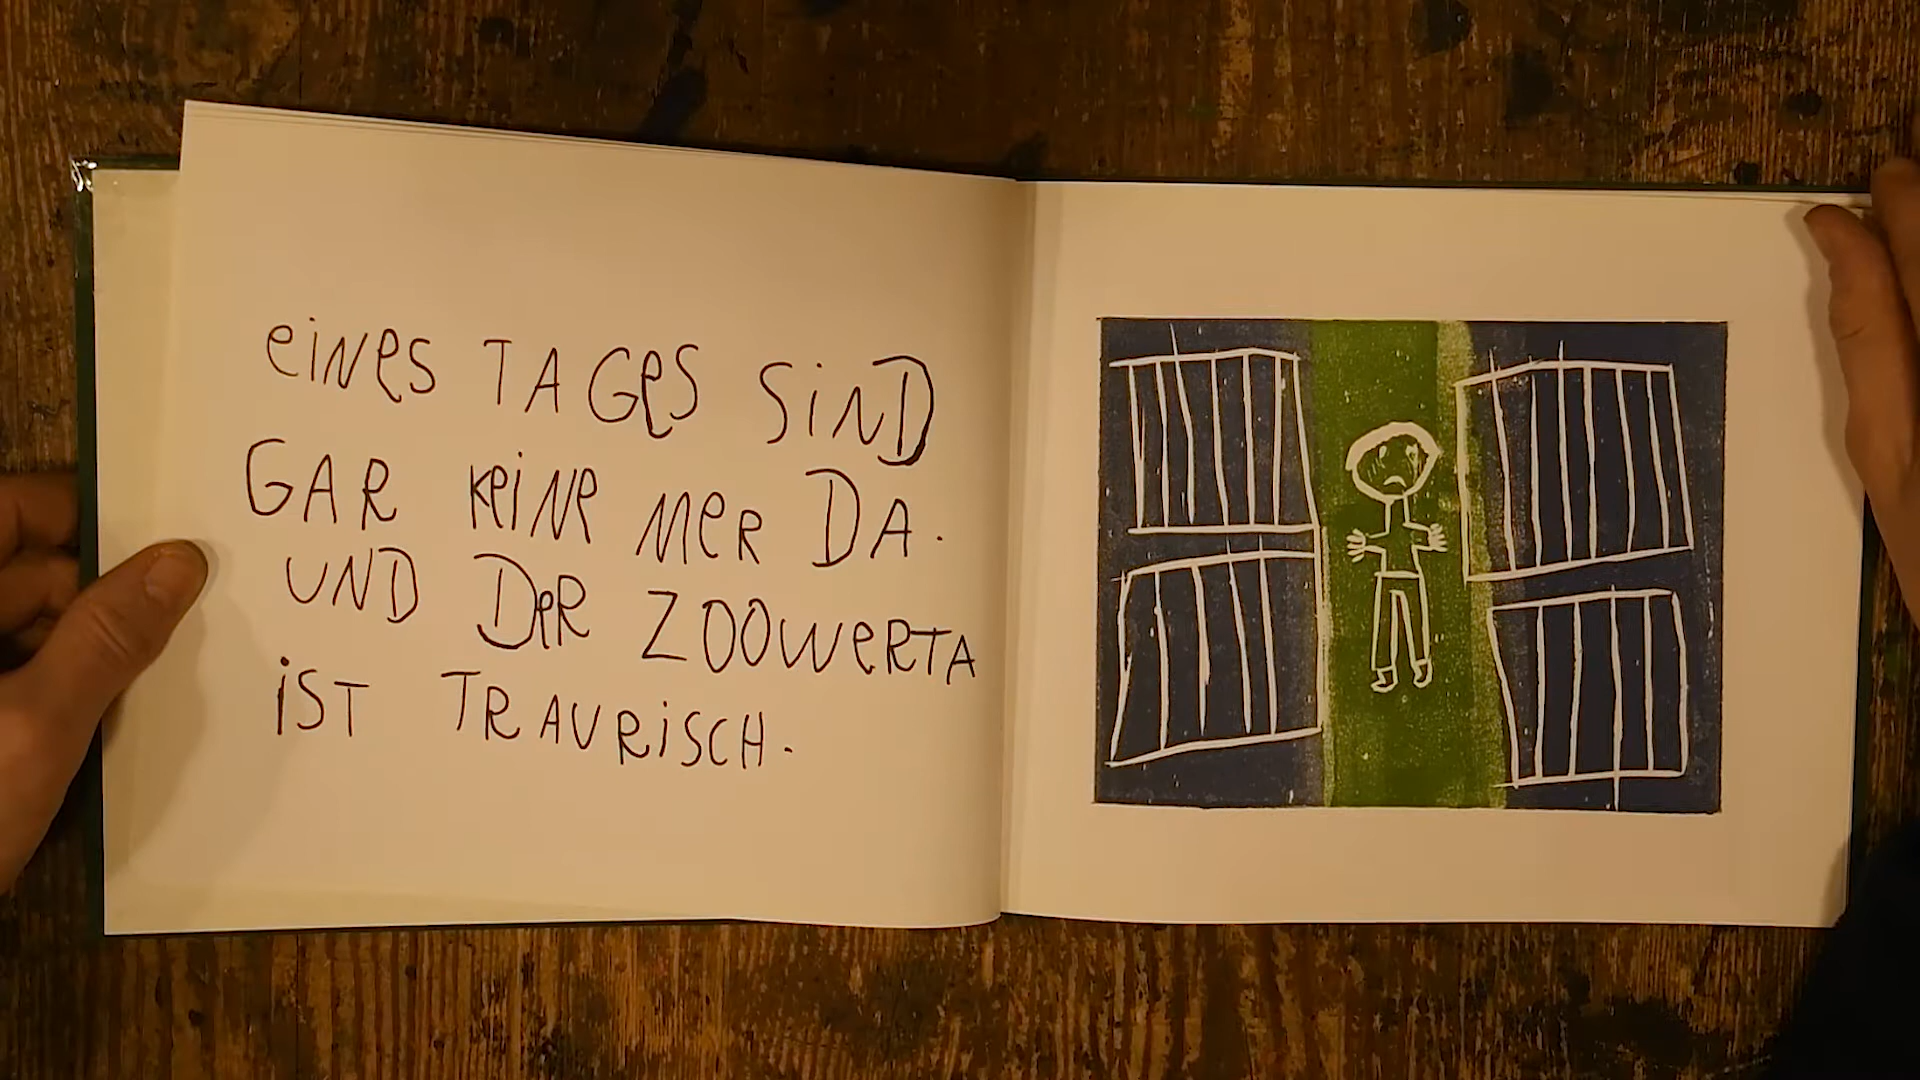 eiNes TAGes SiND
GAR KeiNe MeR DA.
UND DeR ZOOWeRTA
iST TRAURiSCH.